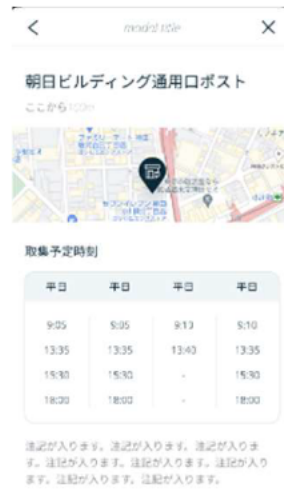 modal title
朝日ビルディング通用口ポスト
ここから100m
取集予定時刻
平日 平日 平日 平日
9:05 9:05 9:10 9:10
13:35 13:35 13:40 13:35
15:30 15:30 - 15:30
18:00 18:00 - 18:00
注記が入ります。注記が入ります。注記が入りま
す。注記が入ります。注記が入ります。注記が入り
ます。注記が入ります。注記が入ります。